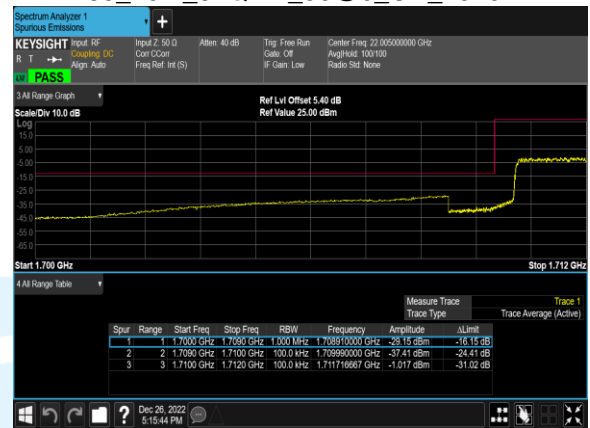 Spectrum Analyzer 1
Spurious Emissions
KEYSIGHT Input: RF Input Z: 50 Ω Atten: 40 dB Trig: Free Run Center Freq: 22.005000000 GHz
R T Coupling: DC Corr CCorr Gate: Off Avg|Hold: 100/100
Align: Auto Freq Ref: Int (S) IF Gain: Low Radio Std: None
LXI PASS
3 All Range Graph
Ref Lvl Offset 5.40 dB
Scale/Div 10.0 dB Ref Value 25.00 dBm
Log
15.0
5.00
-5.00
-15.0
-25.0
-35.0
-45.0
-55.0
-65.0
Start 1.700 GHz Stop 1.712 GHz
4 All Range Table
Measure Trace Trace 1
Trace Type Trace Average (Active)
Spur Range Start Freq Stop Freq RBW Frequency Amplitude ΔLimit
1 1 1.7000 GHz 1.7090 GHz 1.000 MHz 1.708910000 GHz -29.15 dBm -16.15 dB
2 2 1.7090 GHz 1.7100 GHz 100.0 kHz 1.709990000 GHz -37.41 dBm -24.41 dB
3 3 1.7100 GHz 1.7120 GHz 100.0 kHz 1.711716667 GHz -1.017 dBm -31.02 dB
? Dec 26, 2022
5:15:44 PM